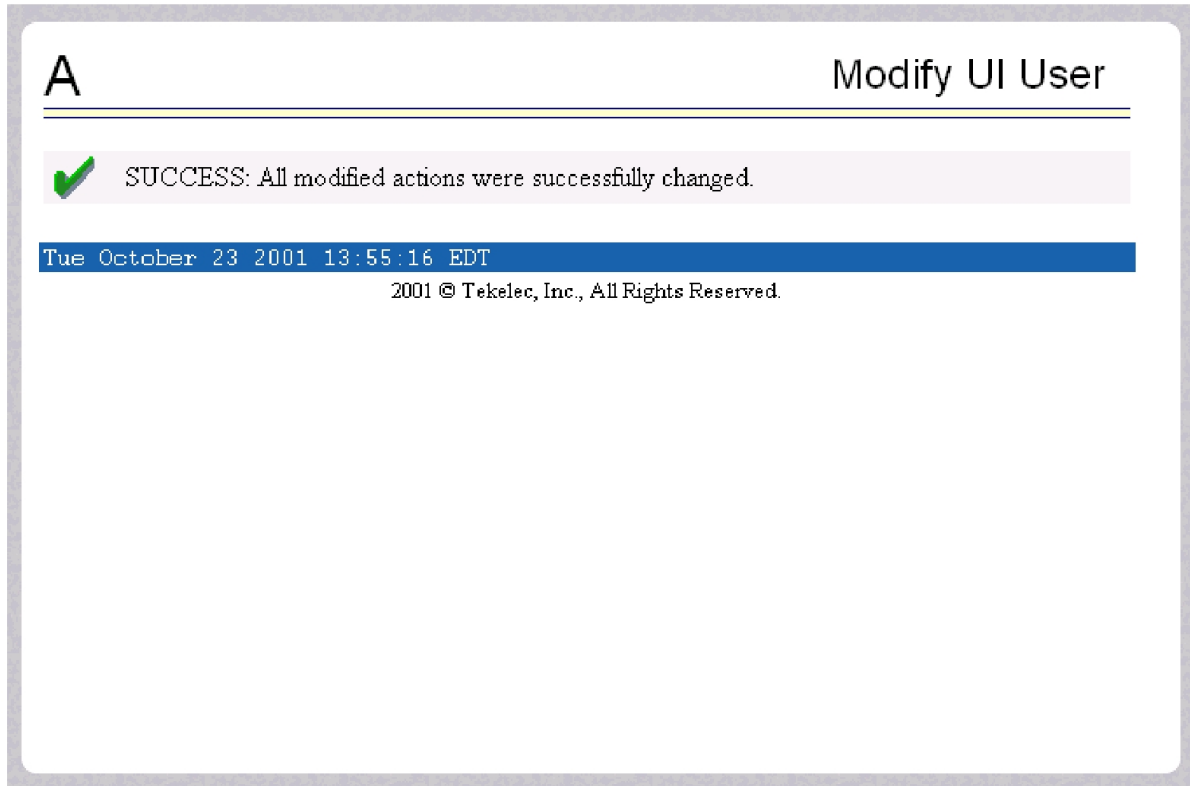 A
Modify UI User
SUCCESS: All modified actions were successfully changed.
Tue October 23 2001 13:55:16 EDT
2001 © Tekelec, Inc., All Rights Reserved.